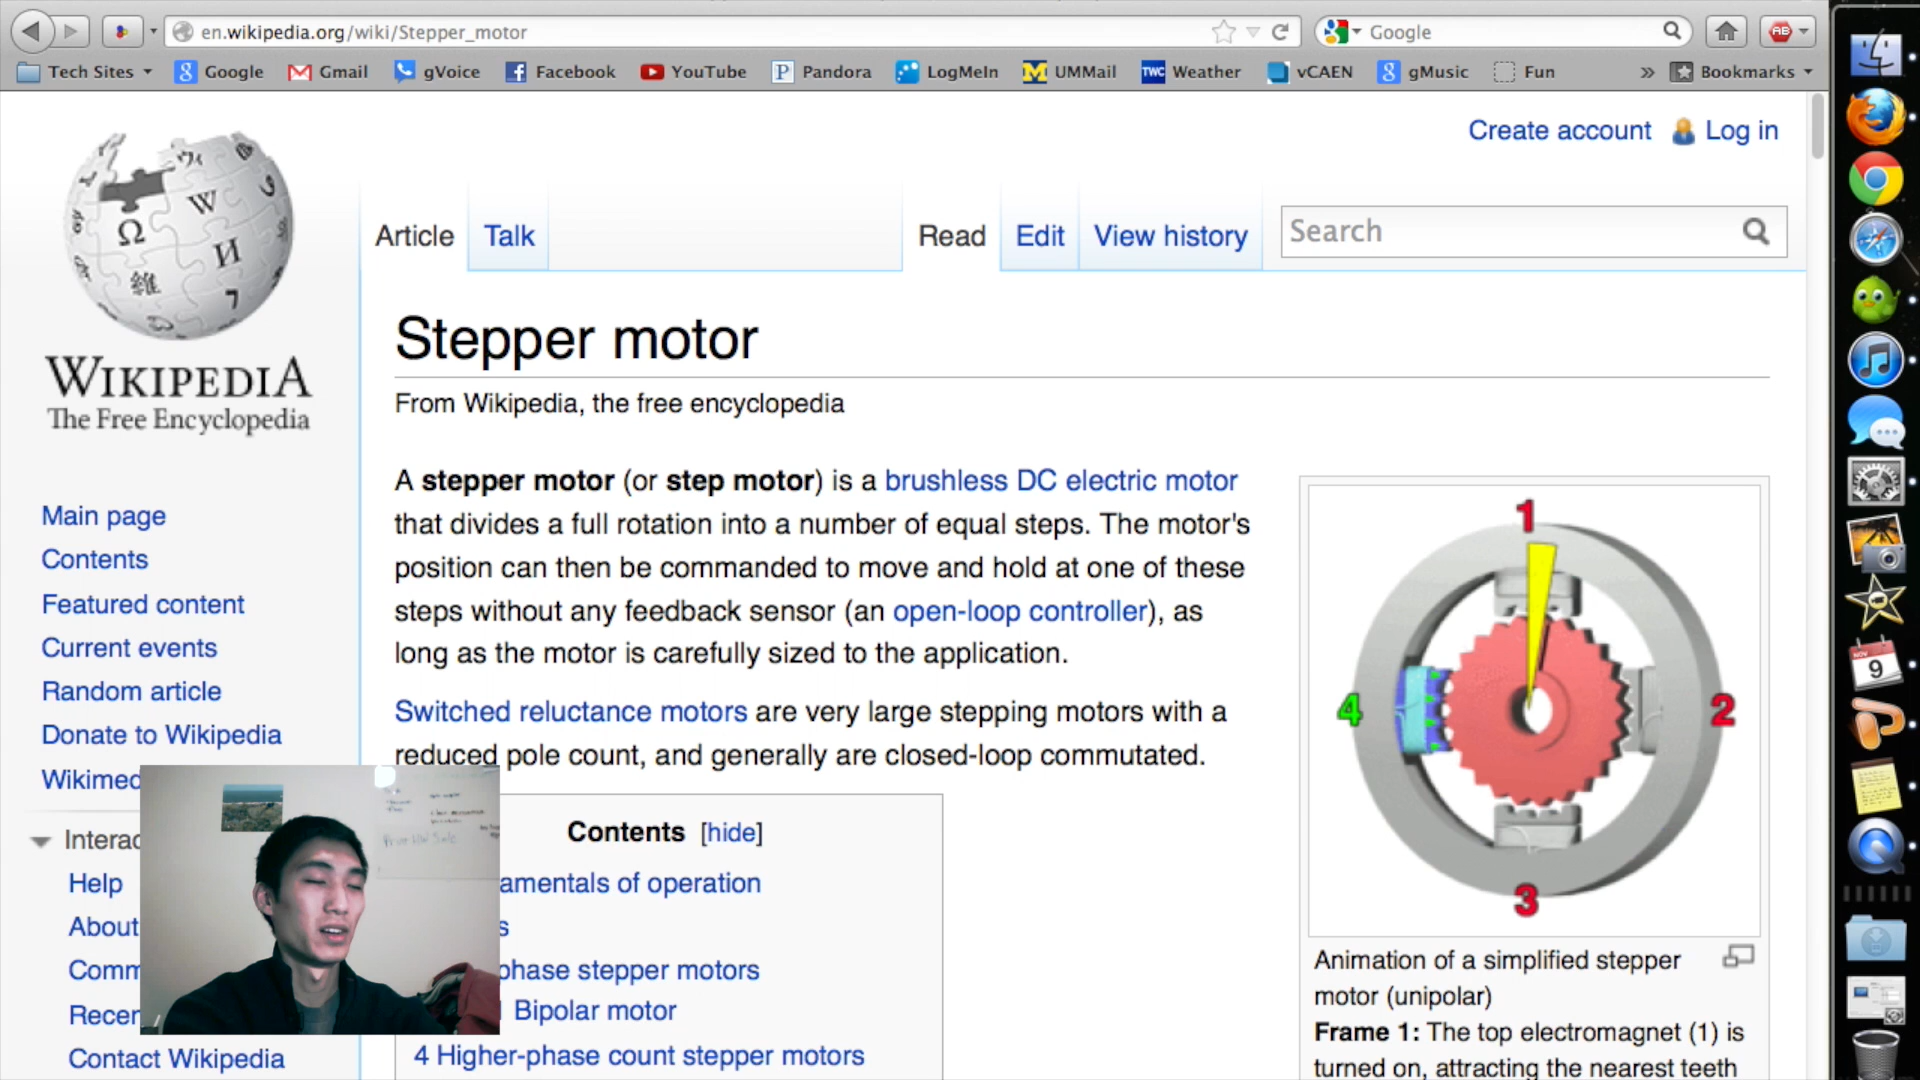 en.wikipedia.org/wiki/Stepper_motor
Google
Tech Sites
Google
Gmail
gVoice
Facebook
YouTube
Pandora
LogMeIn
UMMail
TWC Weather
vCAEN
gMusic
Fun
Bookmarks
Create account
Log in
Article
Talk
Read
Edit
View history
Search
WIKIPEDIA
The Free Encyclopedia
Stepper motor
From Wikipedia, the free encyclopedia
A stepper motor (or step motor) is a brushless DC electric motor
that divides a full rotation into a number of equal steps. The motor's
position can then be commanded to move and hold at one of these
steps without any feedback sensor (an open-loop controller), as
long as the motor is carefully sized to the application.
Switched reluctance motors are very large stepping motors with a
reduced pole count, and generally are closed-loop commutated.
Main page
Contents
Featured content
Current events
Random article
Donate to Wikipedia
Wikimed
Interac
Help
About
Comm
Recen
Contact Wikipedia
Contents [hide]
amentals of operation
s
phase stepper motors
Bipolar motor
4 Higher-phase count stepper motors
1
2
3
4
Animation of a simplified stepper
motor (unipolar)
Frame 1: The top electromagnet (1) is
turned on, attracting the nearest teeth
ABP
NOV
9